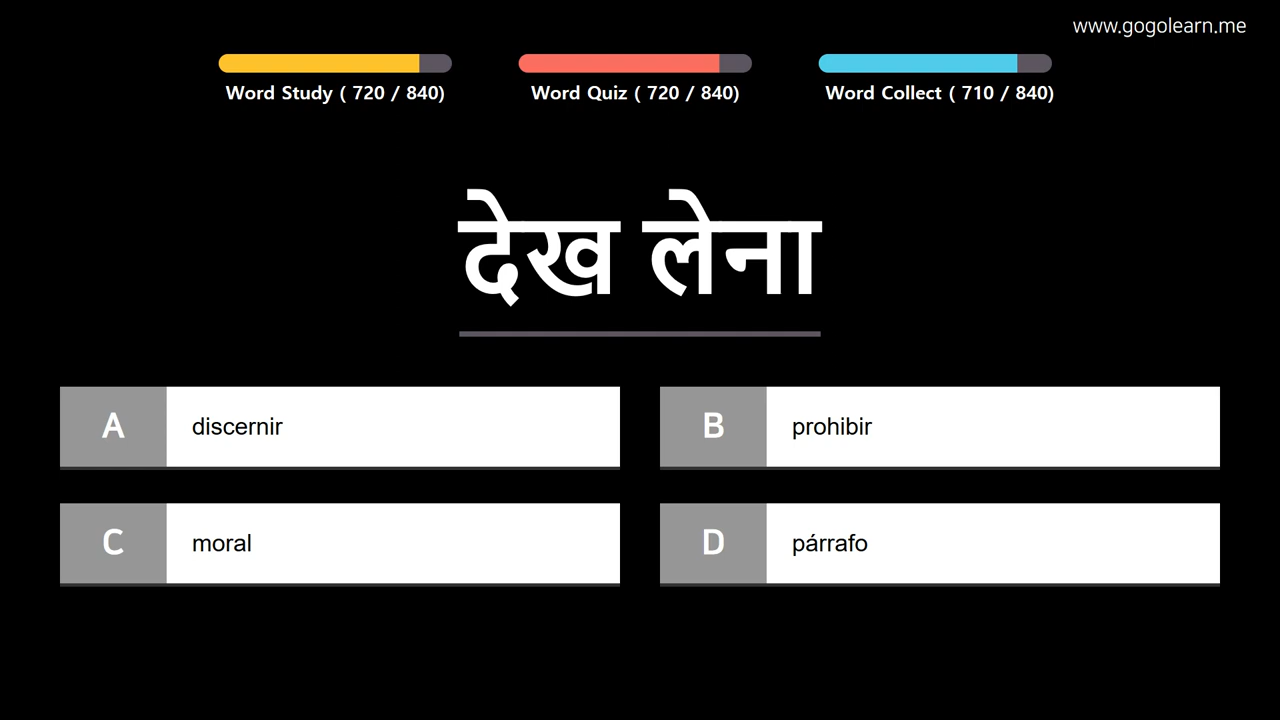 www.gogolearn.me
Word Study ( 720 / 840)
Word Quiz ( 720 / 840)
Word Collect ( 710 / 840)
देख लेना
A discernir
B prohibir
C moral
D párrafo